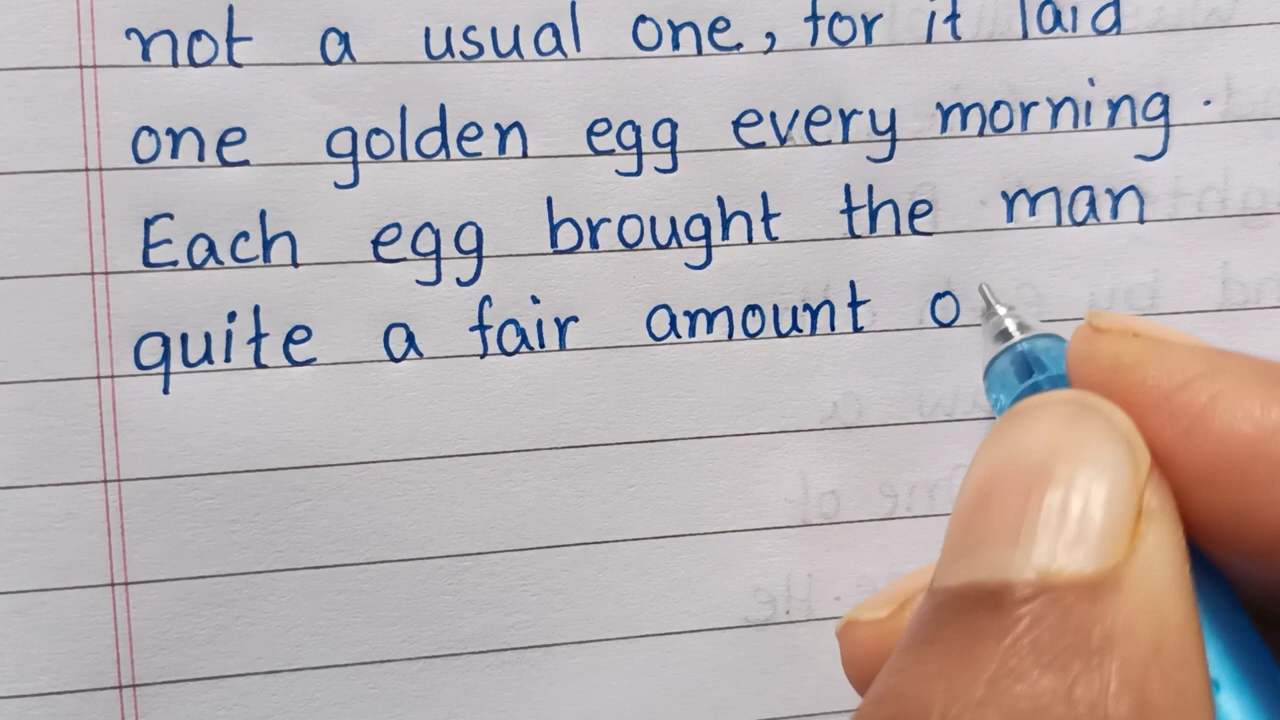 not a usual one, for it laid
one golden egg every morning.
Each egg brought the man
quite a fair amount o